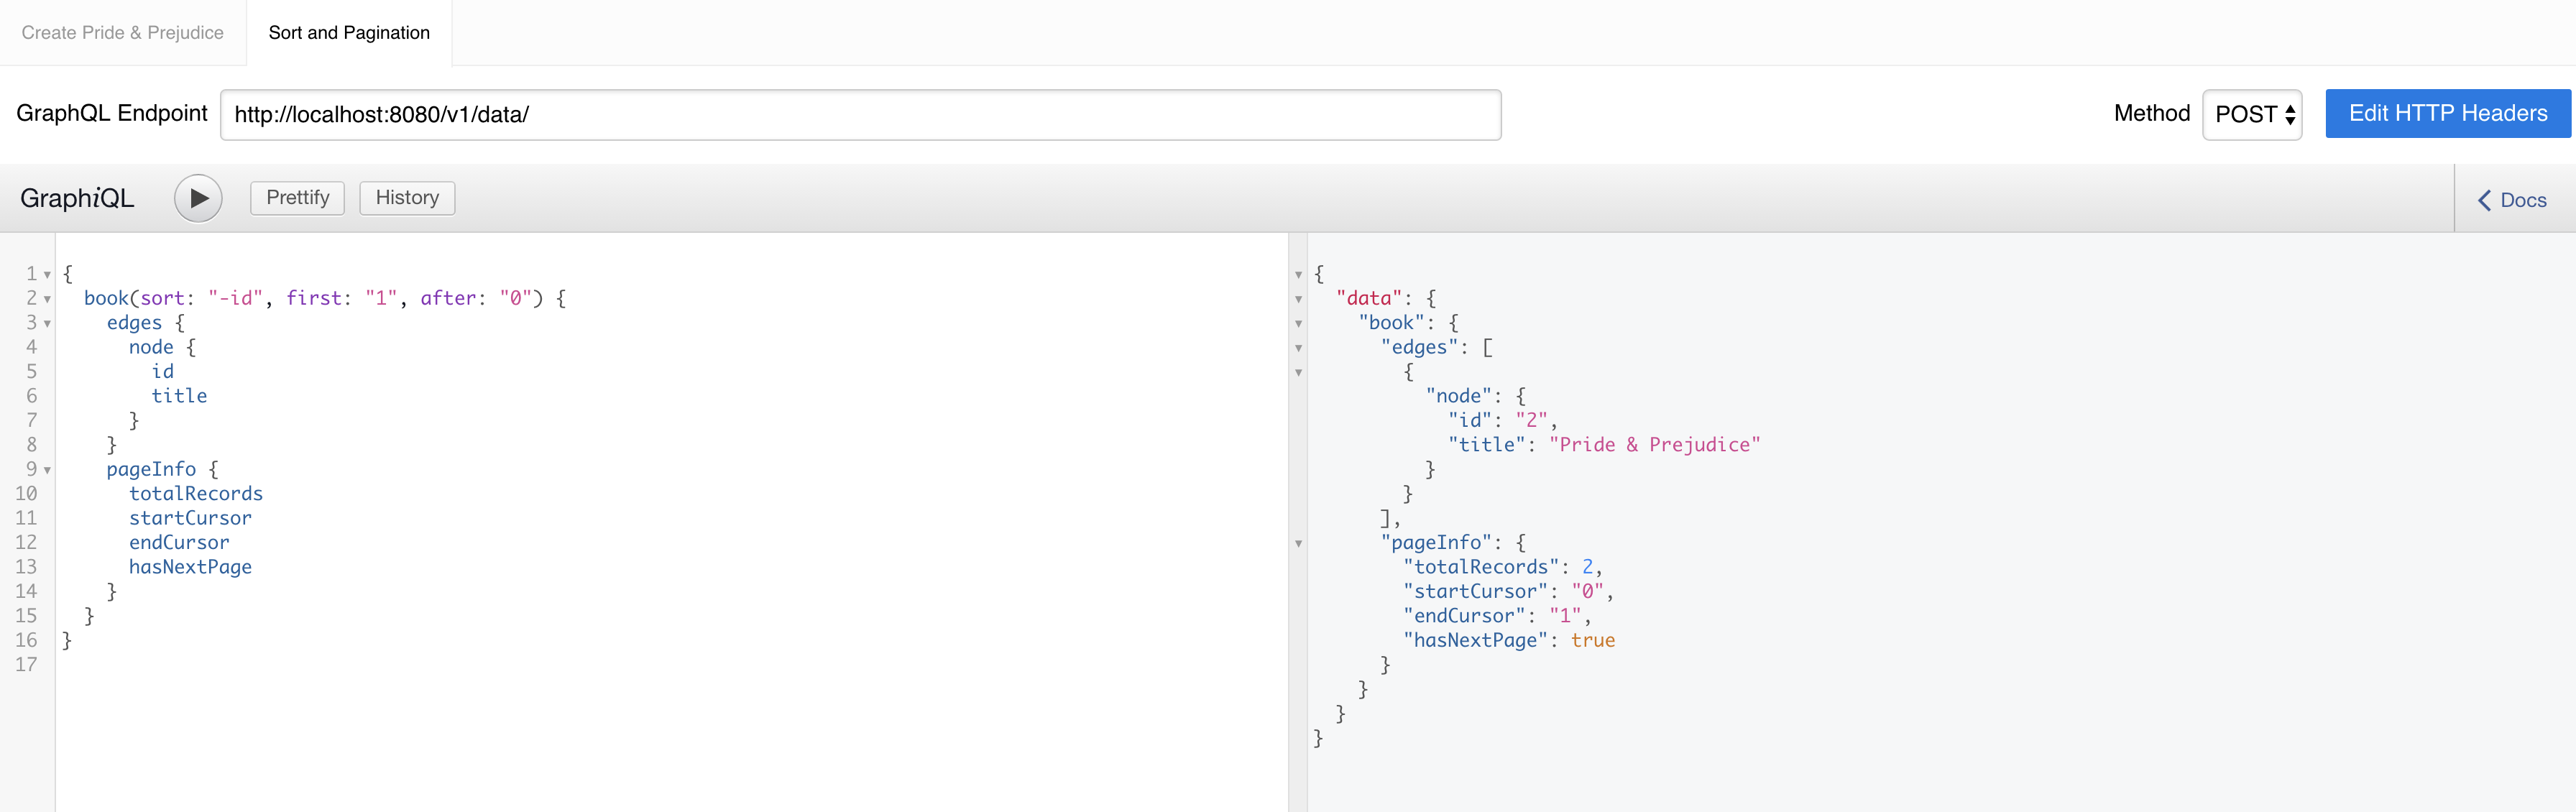 Create Pride & Prejudice Sort and Pagination
GraphQL Endpoint http://localhost:8080/v1/data/ Method POST Edit HTTP Headers
GraphiQL Prettify History Docs
1 {
2 book(sort: "-id", first: "1", after: "0") {
3 edges {
4 node {
5 id
6 title
7 }
8 }
9 pageInfo {
10 totalRecords
11 startCursor
12 endCursor
13 hasNextPage
14 }
15 }
16 }
17
{
"data": {
"book": {
"edges": [
{
"node": {
"id": "2",
"title": "Pride & Prejudice"
}
}
],
"pageInfo": {
"totalRecords": 2,
"startCursor": "0",
"endCursor": "1",
"hasNextPage": true
}
}
}
}